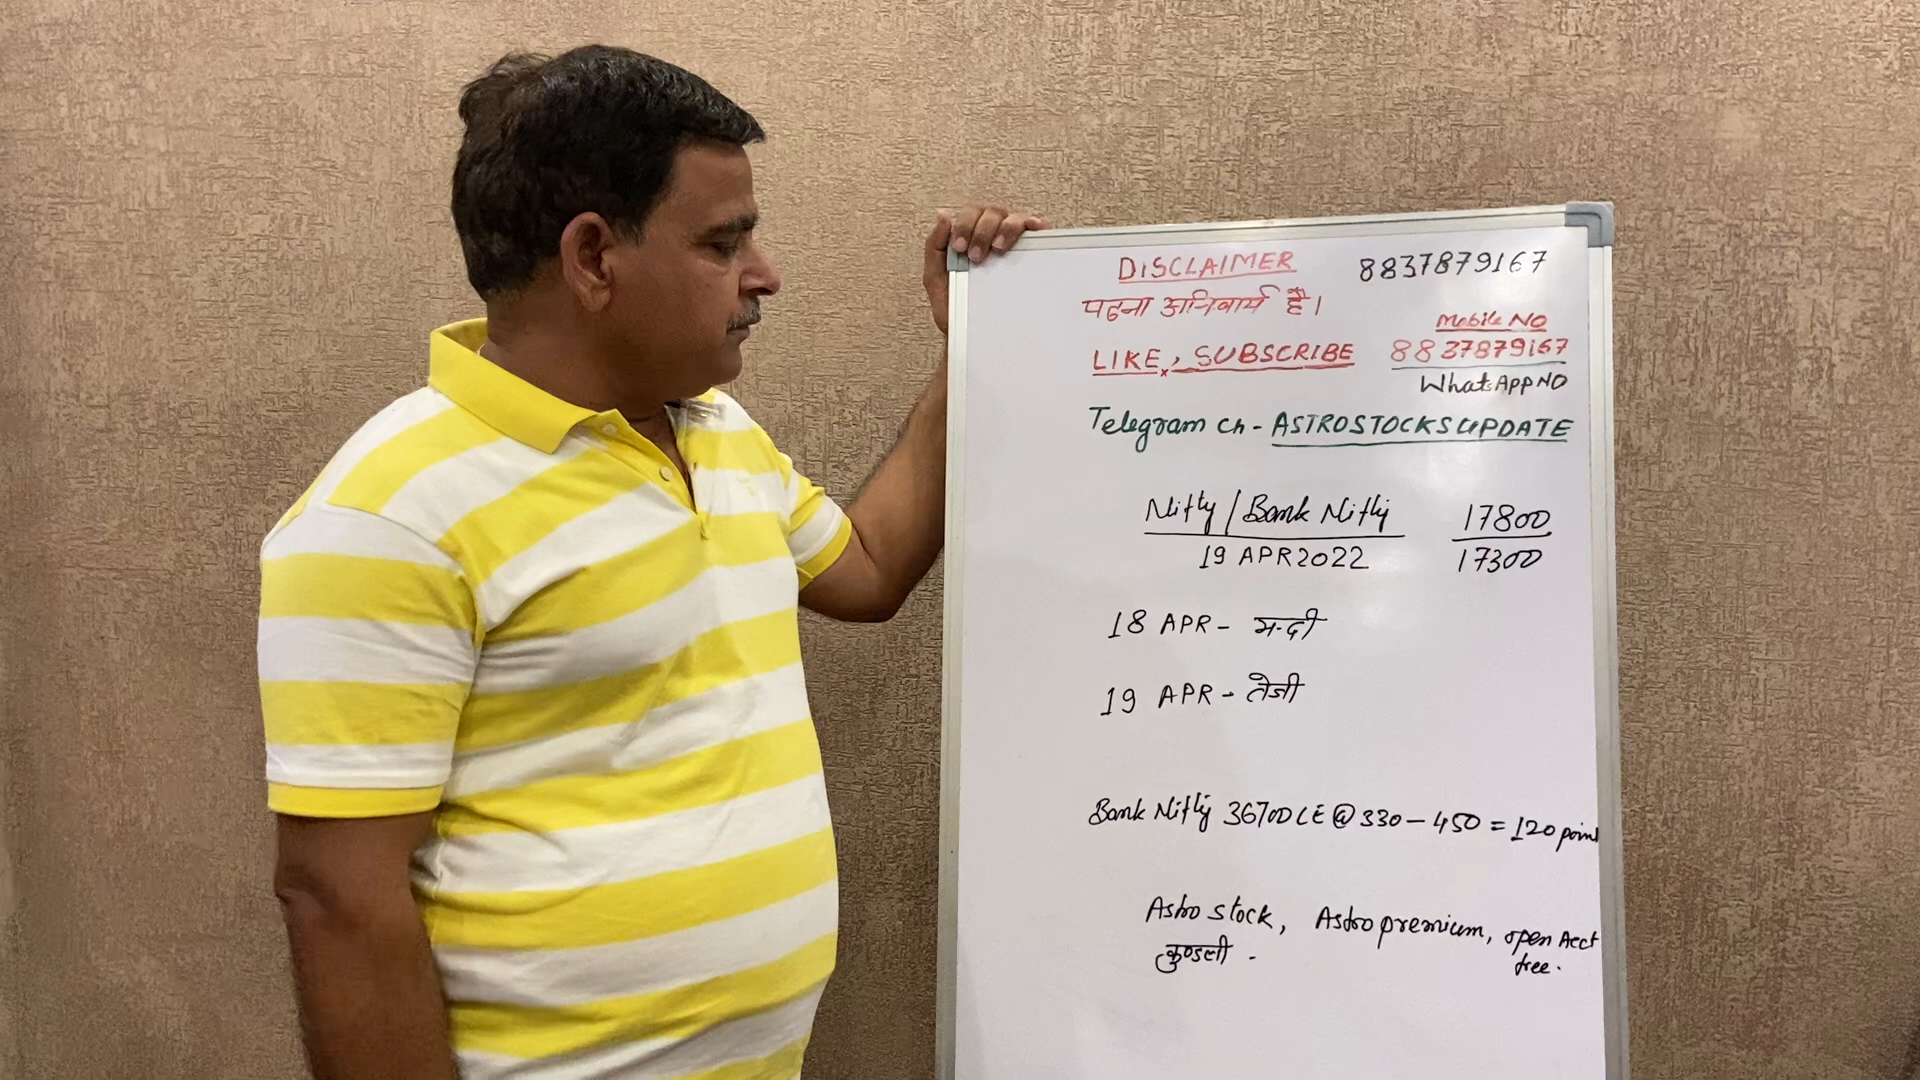 DISCLAIMER 8837879167
पढना अनिवार्य है।
Mobile NO
LIKE, SUBSCRIBE 8837879167
WhatsAPP NO
Telegram ch - ASTROSTOCKSUPDATE
Nifty / Bank Nifty 17800
19 APR 2022 17300
18 APR - मन्दी
19 APR - तेजी
Bank Nifty 36700 CE @ 330 - 450 = 120 point
Astro stock, Astro premium, open Acct
कुण्डली . free.